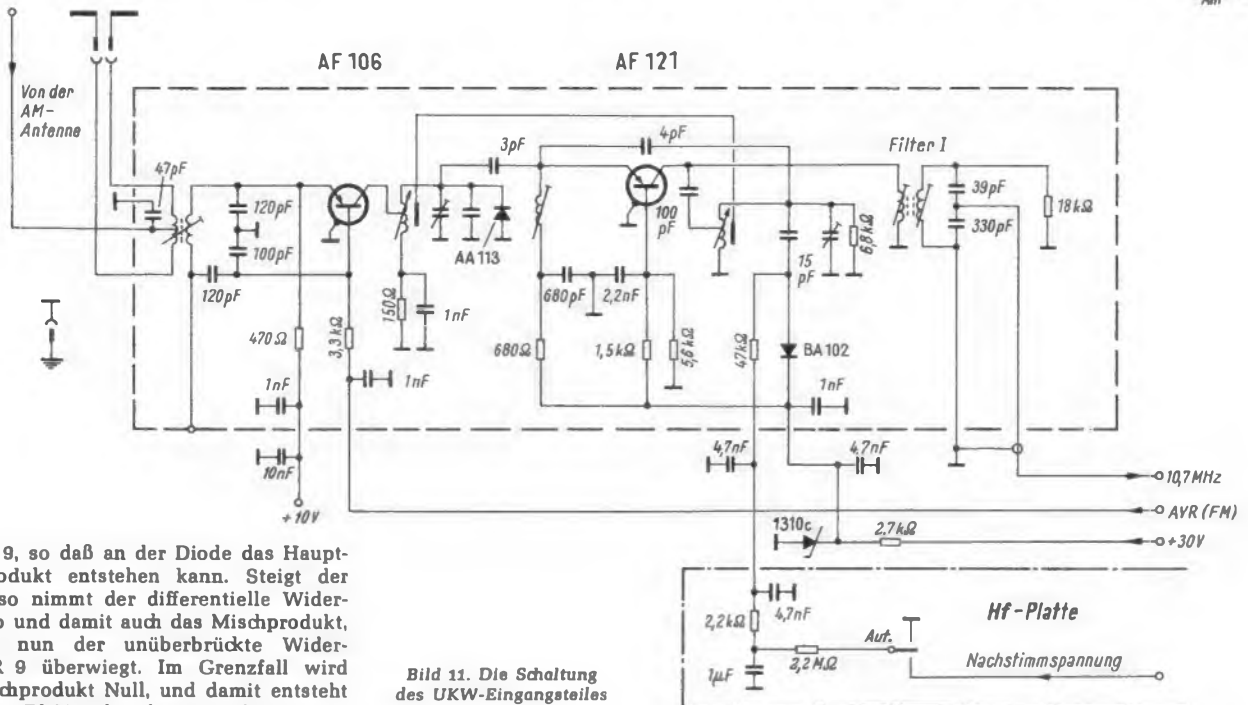 AF 106
AF 121
Von der
AM-
Antenne
47pF
120pF
100pF
120pF
3pF
AA 113
4pF
100
pF
Filter I
39pF
330pF
18kΩ
6,8kΩ
15
pF
150Ω
1nF
680pF
2,2nF
470Ω
3,3kΩ
1nF
680Ω
1,5kΩ
5,6kΩ
47kΩ
BA 102
1nF
1nF
10nF
+10V
4,7nF
4,7nF
10,7MHz
AVR (FM)
1310c
2,7kΩ
+30V
9, so daß an der Diode das Haupt-
odukt entstehen kann. Steigt der
so nimmt der differentielle Wider-
und damit auch das Mischprodukt,
nun der unüberbrückte Wider-
R 9 überwiegt. Im Grenzfall wird
chprodukt Null, und damit entsteht
Bild 11. Die Schaltung
des UKW-Eingangsteiles
Hf-Platte
4,7nF
2,2kΩ
Aut.
2,2MΩ
1µF
Nachstimmspannung